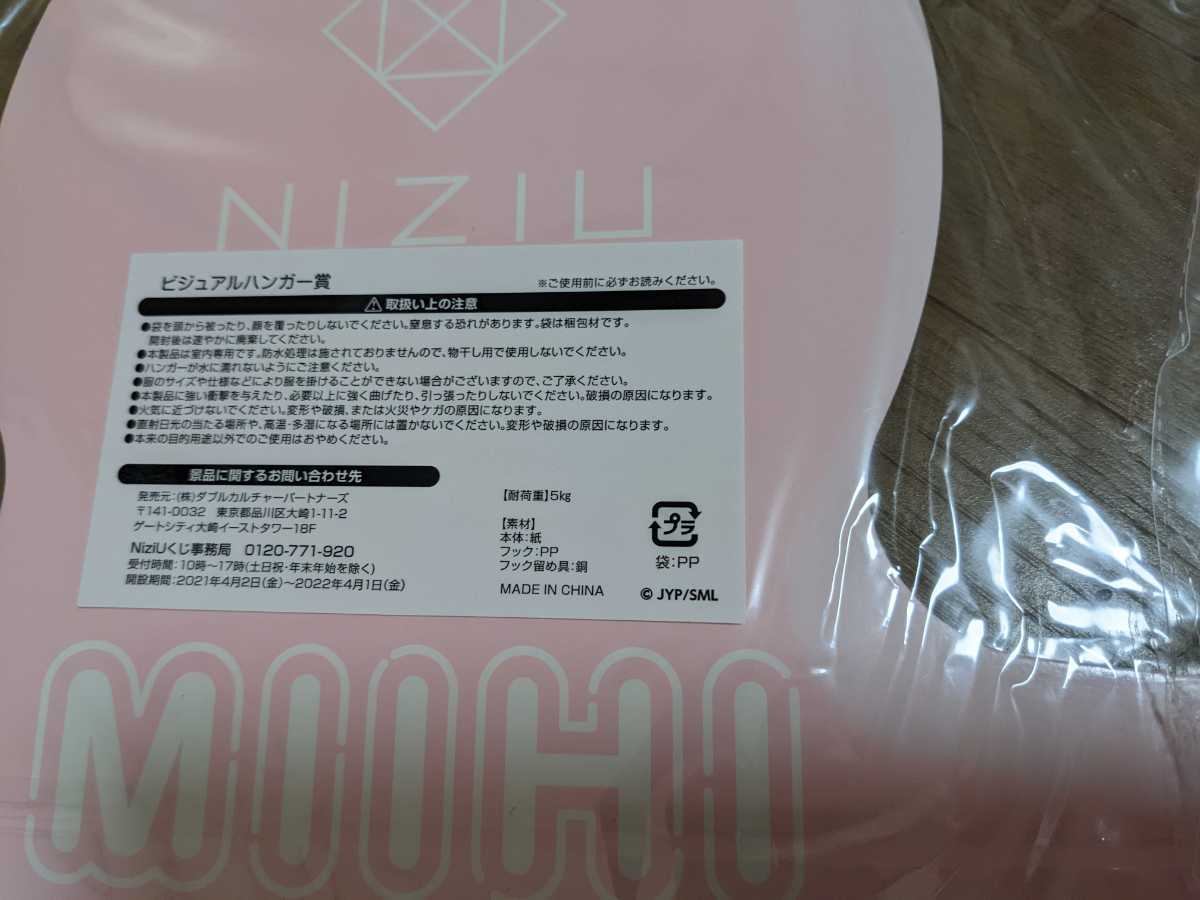 NIZIU
ビジュアルハンガー賞
※ご使用前に必ずお読みください。
取扱い上の注意
●袋を頭から被ったり、顔を覆ったりしないでください。窒息する恐れがあります。袋は梱包材です。
開封後は速やかに廃棄してください。
●本製品は室内専用です。防水処理は施されておりませんので、物干し用で使用しないでください。
●ハンガーが水に濡れないようにご注意ください。
●服のサイズや仕様などにより服を掛けることができない場合がございますので、ご了承ください。
●本製品に強い衝撃を与えたり、必要以上に強く曲げたり、引っ張ったりしないでください。破損の原因になります。
●火気に近づけないでください。変形や破損、または火災やケガの原因になります。
●直射日光の当たる場所や、高温・多湿になる場所には置かないでください。変形や破損の原因になります。
●本来の目的用途以外でのご使用はおやめください。
景品に関するお問い合わせ先
発売元：(株)ダブルカルチャーパートナーズ
〒141-0032 東京都品川区大崎1-11-2
ゲートシティ大崎イーストタワー18F
NiziUくじ事務局 0120-771-920
受付時間：10時〜17時(土日祝・年末年始を除く)
開設期間：2021年4月2日(金)〜2022年4月1日(金)
【耐荷重】5kg
【素材】
本体：紙
フック：PP
フック留め具：銅
MADE IN CHINA
プラ
袋：PP
© JYP/SML
MIIHI